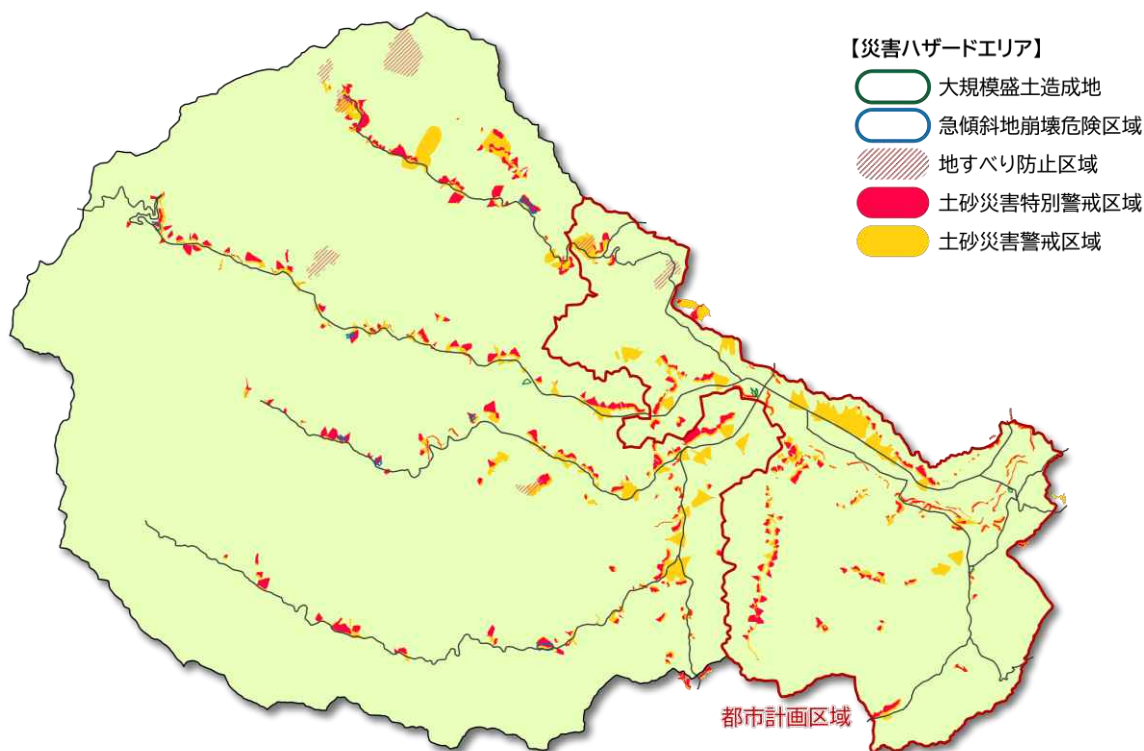 【災害ハザードエリア】
大規模盛土造成地
急傾斜地崩壊危険区域
地すべり防止区域
土砂災害特別警戒区域
土砂災害警戒区域
都市計画区域